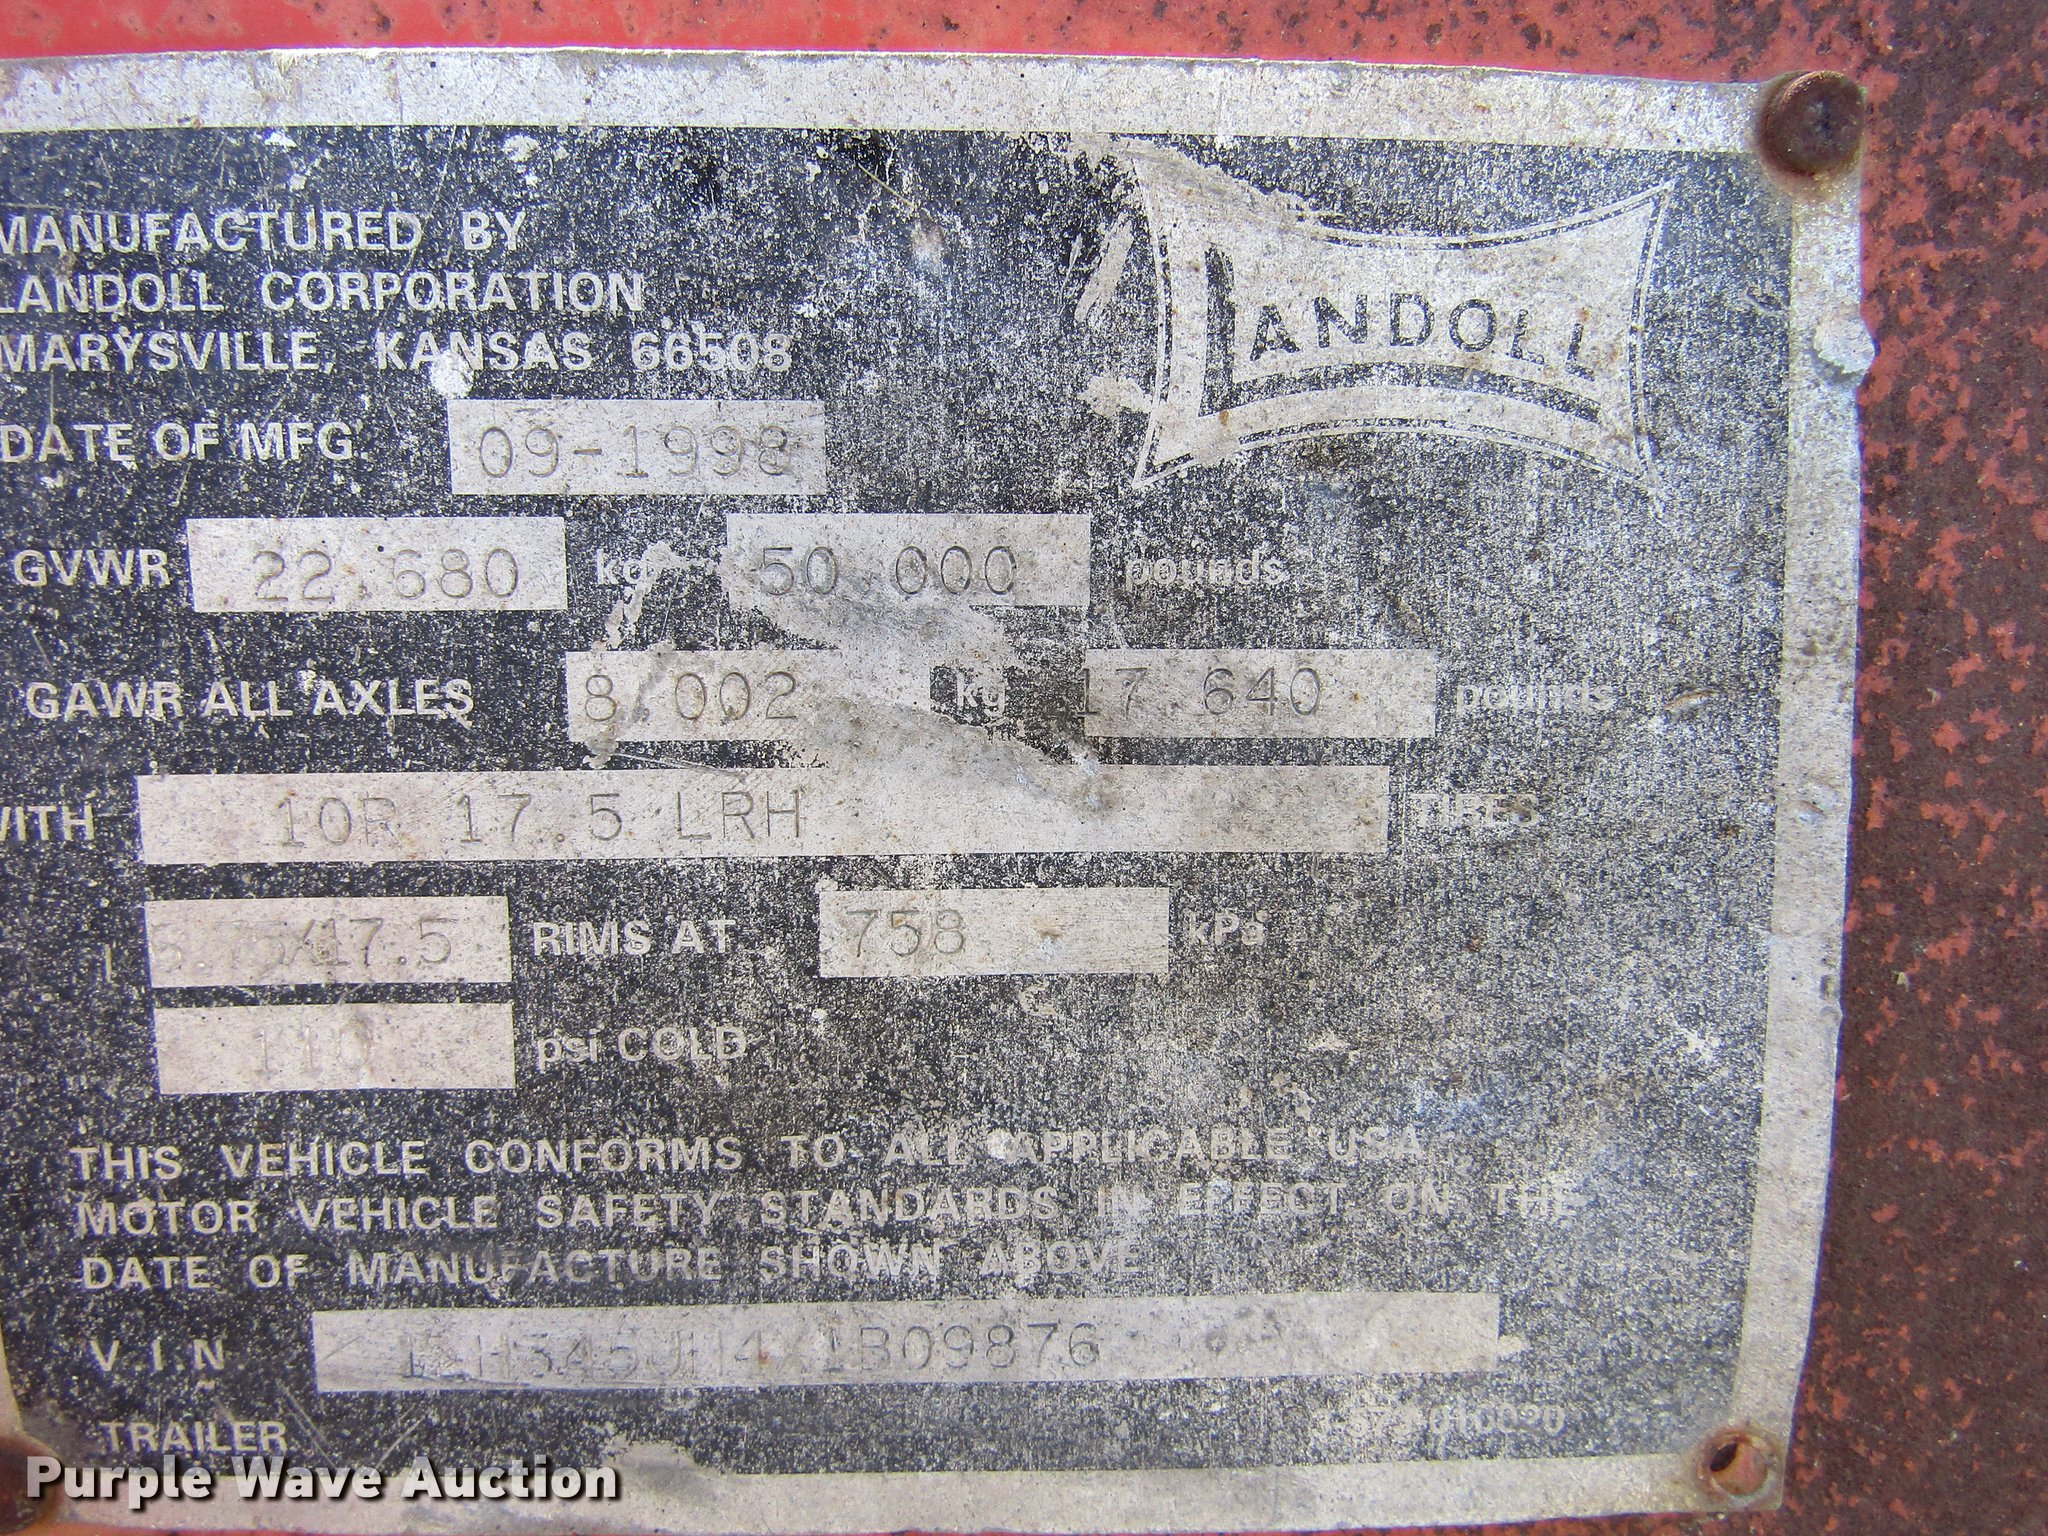 MANUFACTURED BY
LANDOLL CORPORATION
MARYSVILLE, KANSAS 66508
LANDOLL
DATE OF MFG. 09-1998
GVWR 22.680 kg 50.000 pounds
GAWR ALL AXLES 8.002 kg 17.640 pounds
WITH 10R 17.5 LRH TIRES
RIMS AT 758 kPa
110 psi COLD
THIS VEHICLE CONFORMS TO ALL APPLICABLE USA
MOTOR VEHICLE SAFETY STANDARDS IN EFFECT ON THE
DATE OF MANUFACTURE SHOWN ABOVE
V.I.N.
TRAILER
Purple Wave Auction